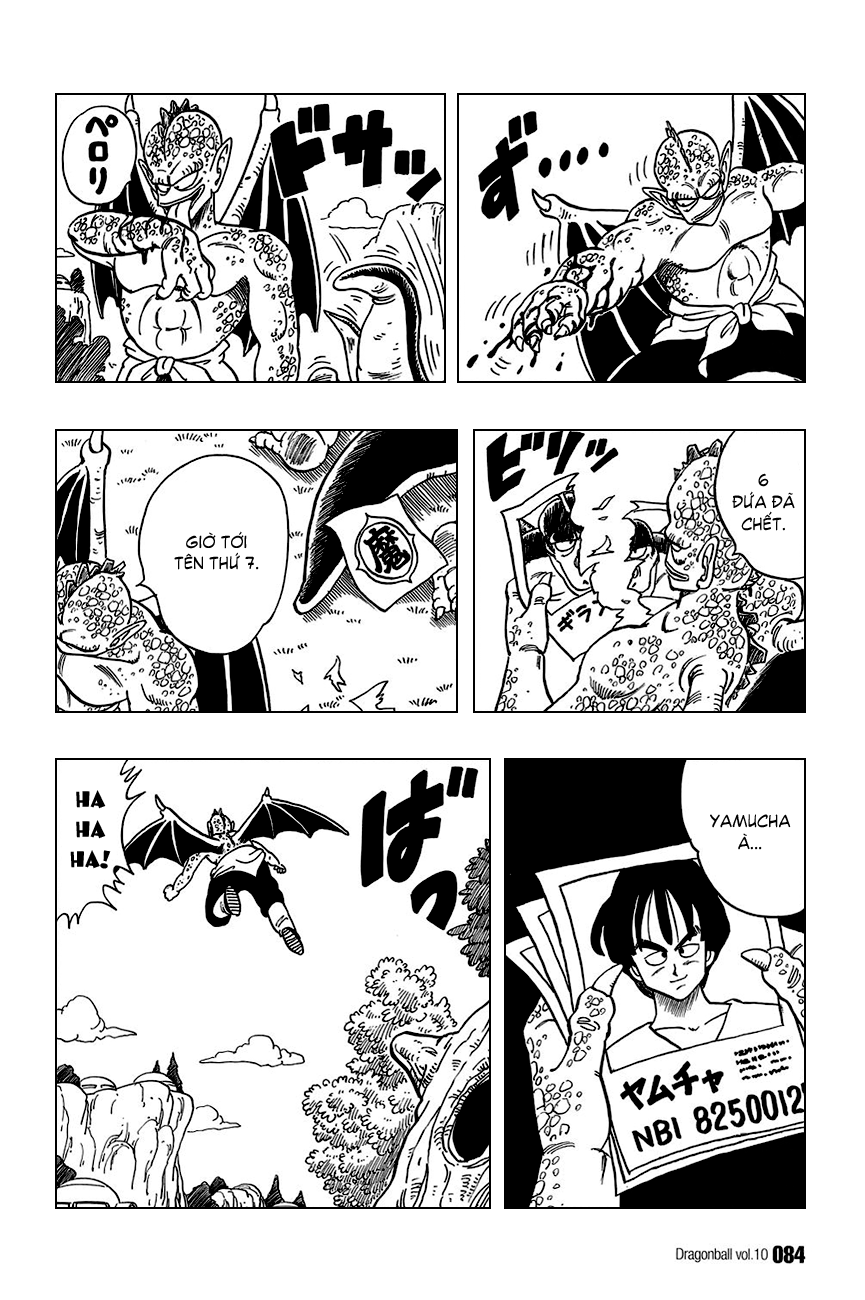 ず・・・・
ドサッ
ペロリ
6
ĐỨA ĐÃ
CHẾT.
ビリッ
ギラン
GIỜ TỚI
TÊN THỨ 7.
魔
YAMUCHA
À...
ヤムチャ
NBI 8250012
ばっ
HA
HA
HA!
Dragonball vol.10 084